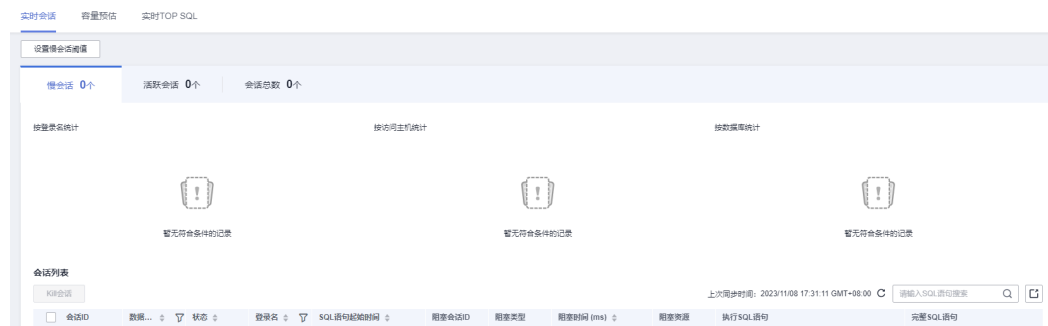 实时会话 容量预估 实时TOP SQL
设置慢会话阈值
慢会话 0个 活跃会话 0个 会话总数 0个
按登录名统计 按访问主机统计 按数据库统计
暂无符合条件的记录 暂无符合条件的记录 暂无符合条件的记录
会话列表
Kill会话 上次同步时间：2023/11/08 17:31:11 GMT+08:00 请输入SQL语句搜索
会话ID 数据... 状态 登录名 SQL语句起始时间 阻塞会话ID 阻塞类型 阻塞时间 (ms) 阻塞资源 执行SQL语句 完整SQL语句